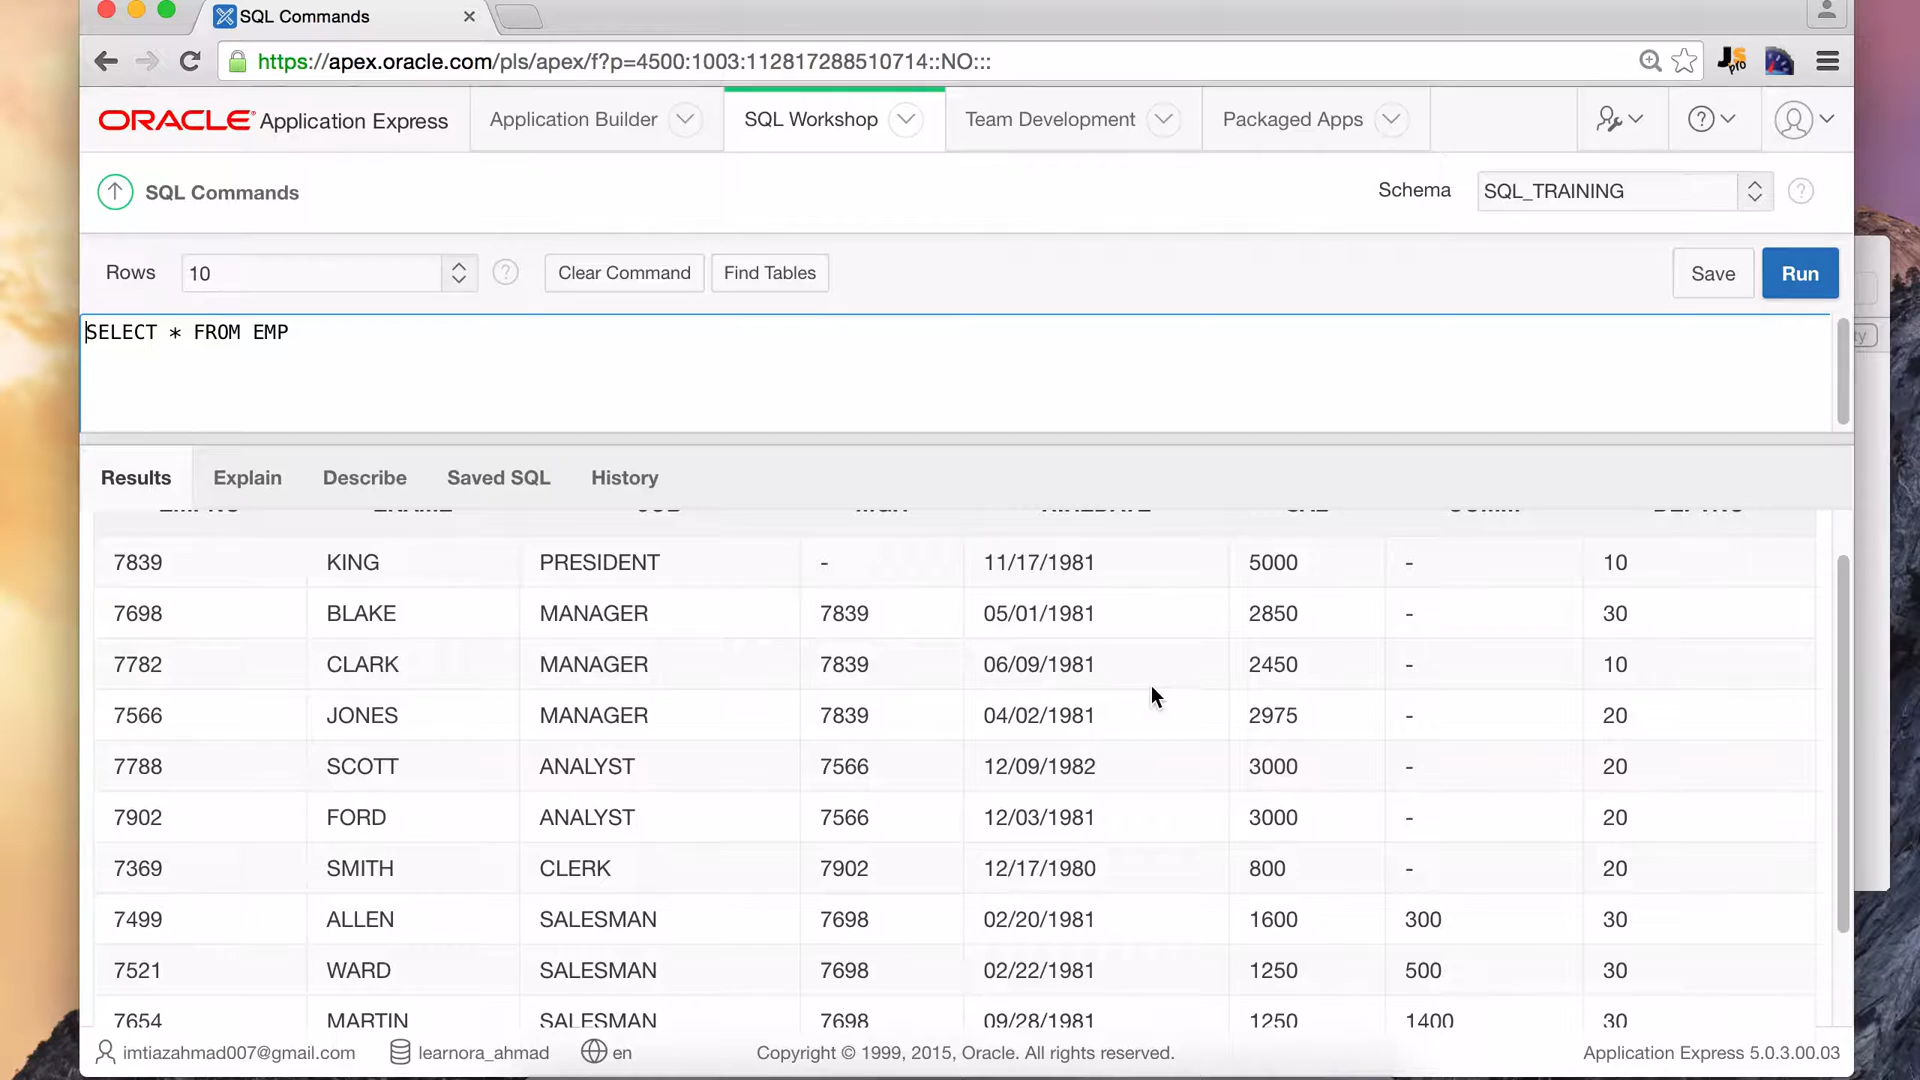 SQL Commands
https://apex.oracle.com/pls/apex/f?p=4500:1003:112817288510714::NO:::
ORACLE Application Express Application Builder SQL Workshop Team Development Packaged Apps
SQL Commands Schema SQL_TRAINING
Rows 10 Clear Command Find Tables Save Run
SELECT * FROM EMP
Results Explain Describe Saved SQL History
7839 KING PRESIDENT - 11/17/1981 5000 - 10
7698 BLAKE MANAGER 7839 05/01/1981 2850 - 30
7782 CLARK MANAGER 7839 06/09/1981 2450 - 10
7566 JONES MANAGER 7839 04/02/1981 2975 - 20
7788 SCOTT ANALYST 7566 12/09/1982 3000 - 20
7902 FORD ANALYST 7566 12/03/1981 3000 - 20
7369 SMITH CLERK 7902 12/17/1980 800 - 20
7499 ALLEN SALESMAN 7698 02/20/1981 1600 300 30
7521 WARD SALESMAN 7698 02/22/1981 1250 500 30
7654 MARTIN SALESMAN 7698 09/28/1981 1250 1400 30
imtiazahmad007@gmail.com learnora_ahmad en Copyright © 1999, 2015, Oracle. All rights reserved. Application Express 5.0.3.00.03